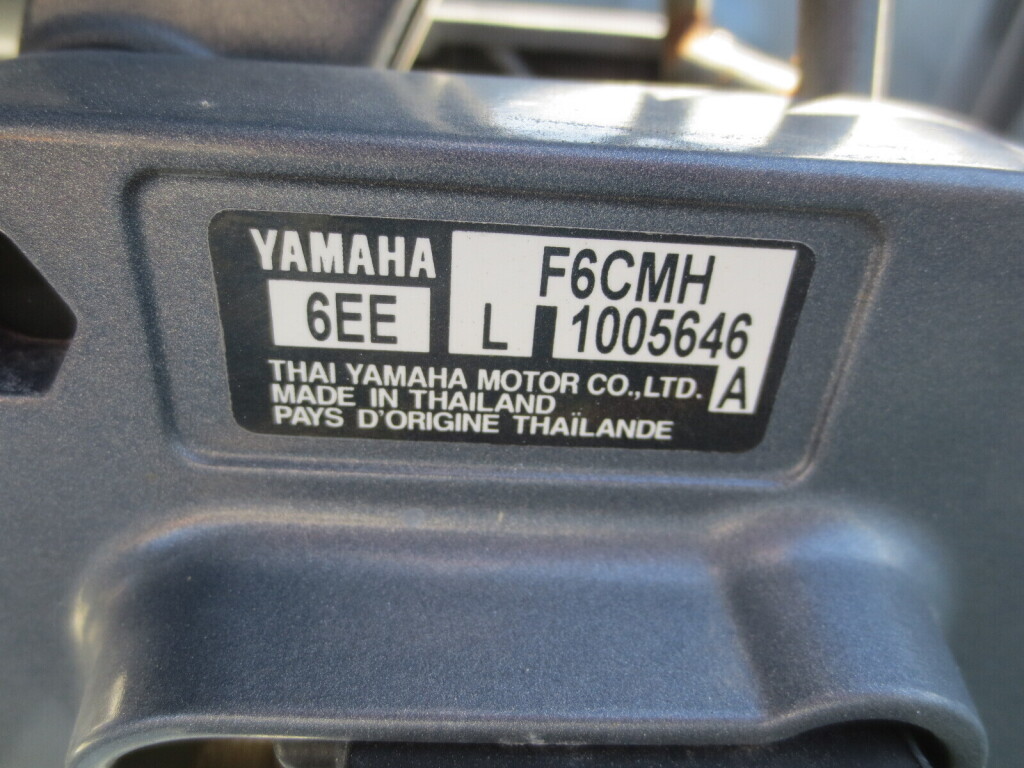 YAMAHA
F6CMH
6EE
L 1005646
THAI YAMAHA MOTOR CO.,LTD. A
MADE IN THAILAND
PAYS D'ORIGINE THAÏLANDE